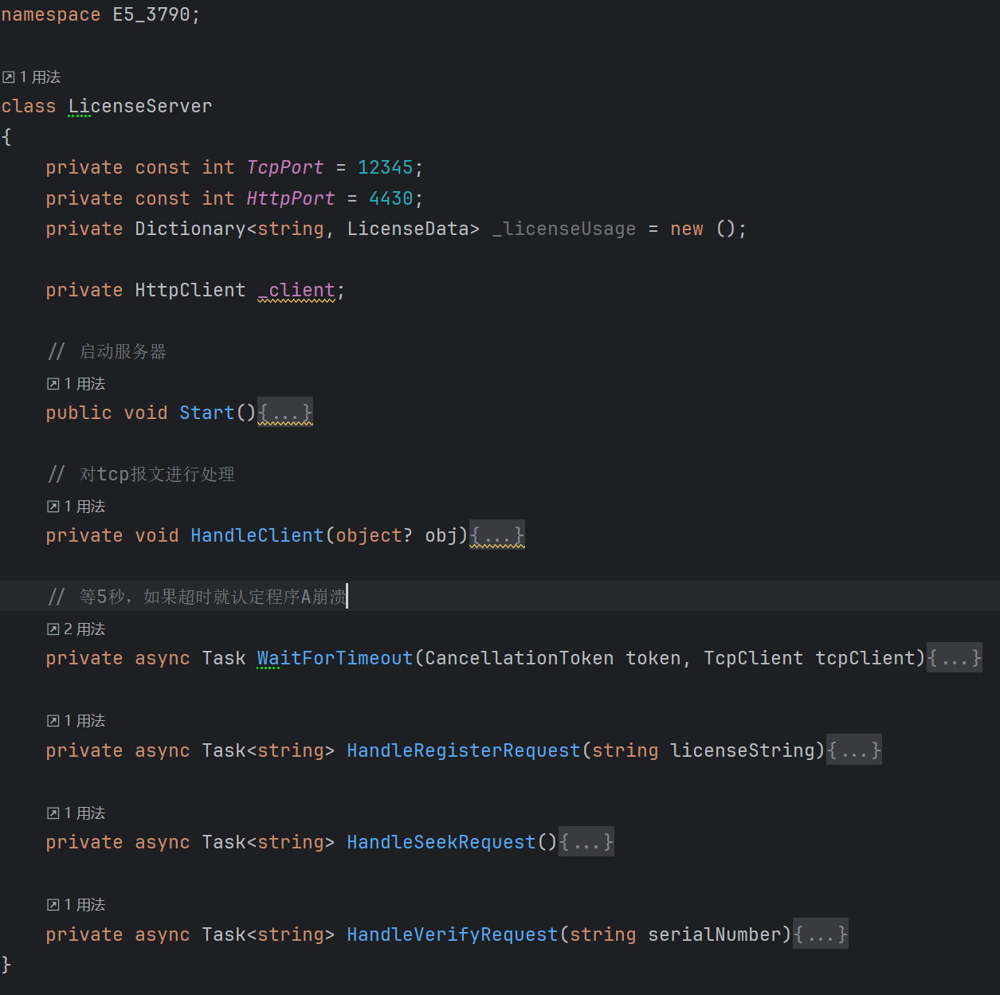 namespace E5_3790;
1 用法
class LicenseServer
{
private const int TcpPort = 12345;
private const int HttpPort = 4430;
private Dictionary<string, LicenseData> _licenseUsage = new ();
private HttpClient _client;
// 启动服务器
1 用法
public void Start(){...}
// 对tcp报文进行处理
1 用法
private void HandleClient(object? obj){...}
// 等5秒，如果超时就认定程序A崩溃
2 用法
private async Task WaitForTimeout(CancellationToken token, TcpClient tcpClient){...}
1 用法
private async Task<string> HandleRegisterRequest(string licenseString){...}
1 用法
private async Task<string> HandleSeekRequest(){...}
1 用法
private async Task<string> HandleVerifyRequest(string serialNumber){...}
}